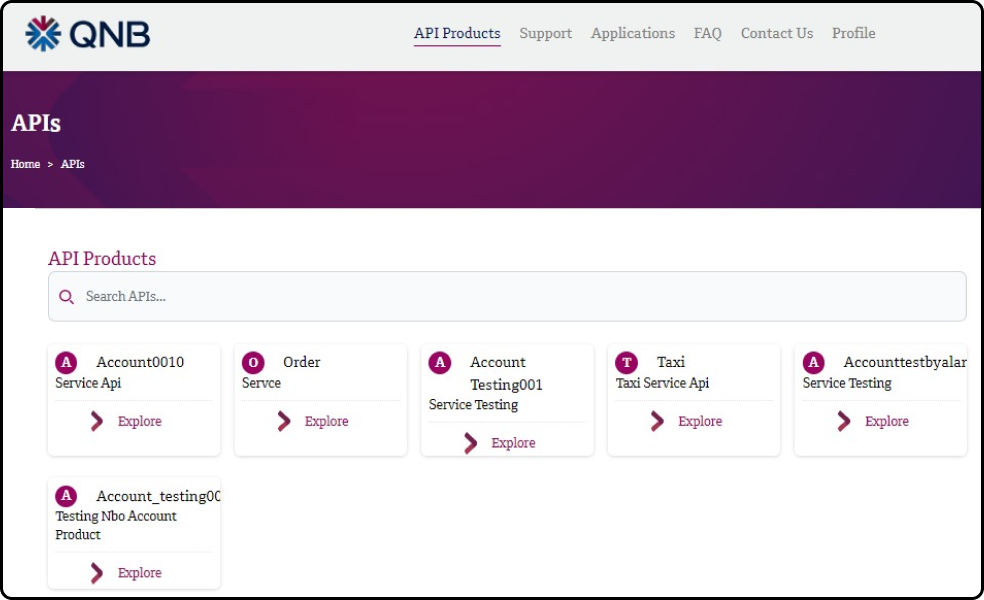 QNB
API Products Support Applications FAQ Contact Us Profile
APIs
Home > APIs
API Products
Search APIs...
A Account0010
Service Api
Explore
O Order
Servce
Explore
A Account
Testing001
Service Testing
Explore
T Taxi
Taxi Service Api
Explore
A Accounttestbyalar
Service Testing
Explore
A Account_testing00
Testing Nbo Account
Product
Explore